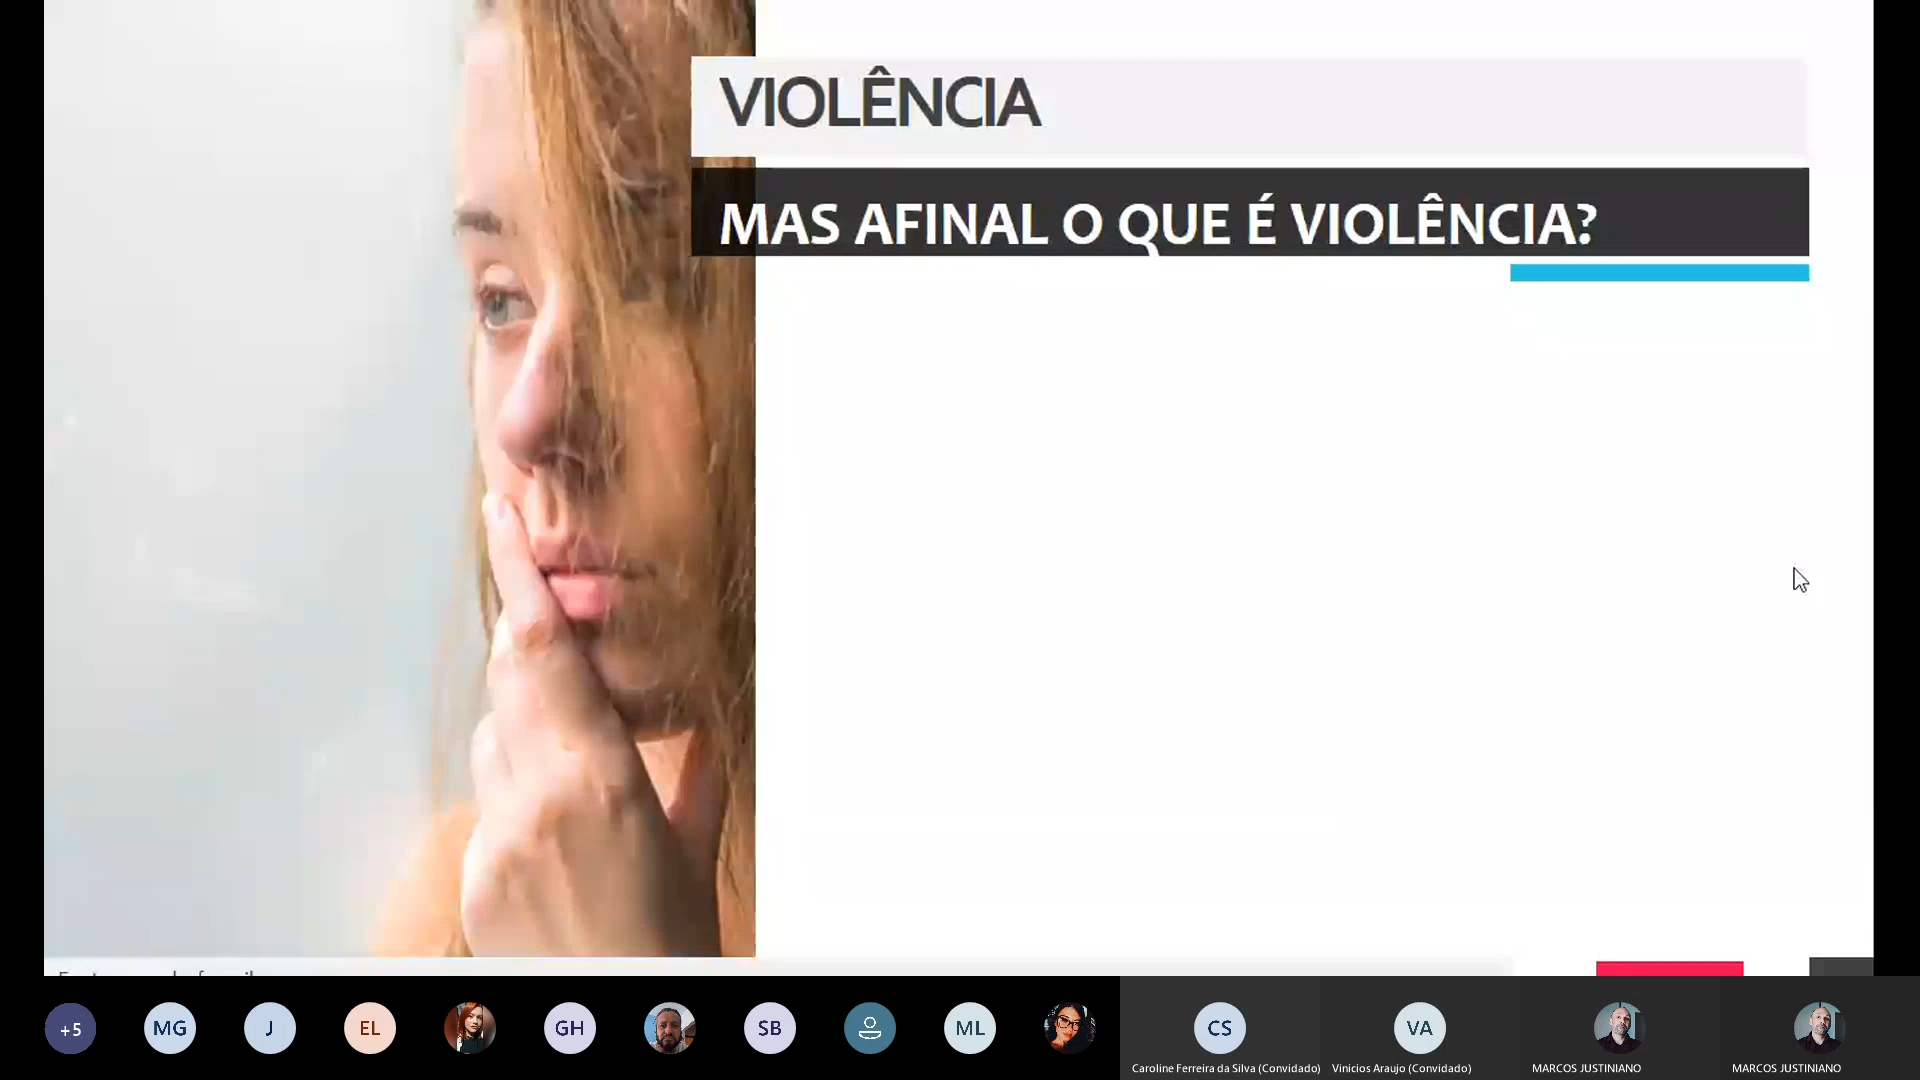 VIOLÊNCIA
MAS AFINAL O QUE É VIOLÊNCIA?
+5
MG
J
EL
GH
SB
ML
CS
VA
Caroline Ferreira da Silva (Convidado)
Vinicios Araujo (Convidado)
MARCOS JUSTINIANO
MARCOS JUSTINIANO